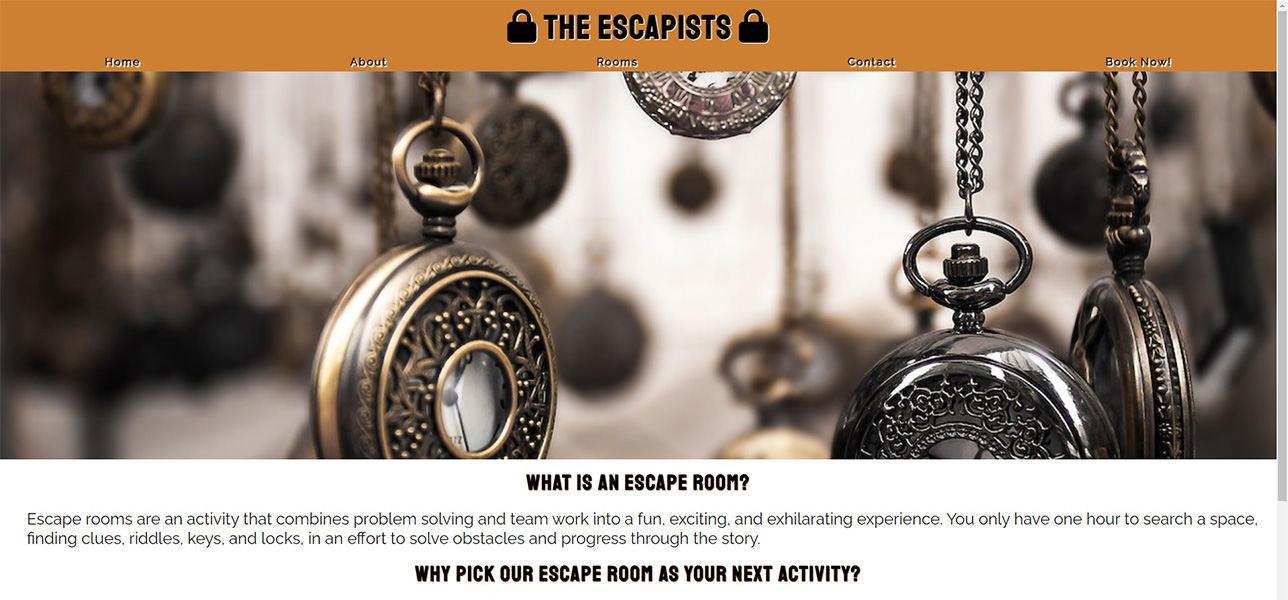 THE ESCAPISTS
Home About Rooms Contact Book Now!
WHAT IS AN ESCAPE ROOM?
Escape rooms are an activity that combines problem solving and team work into a fun, exciting, and exhilarating experience. You only have one hour to search a space,
finding clues, riddles, keys, and locks, in an effort to solve obstacles and progress through the story.
WHY PICK OUR ESCAPE ROOM AS YOUR NEXT ACTIVITY?